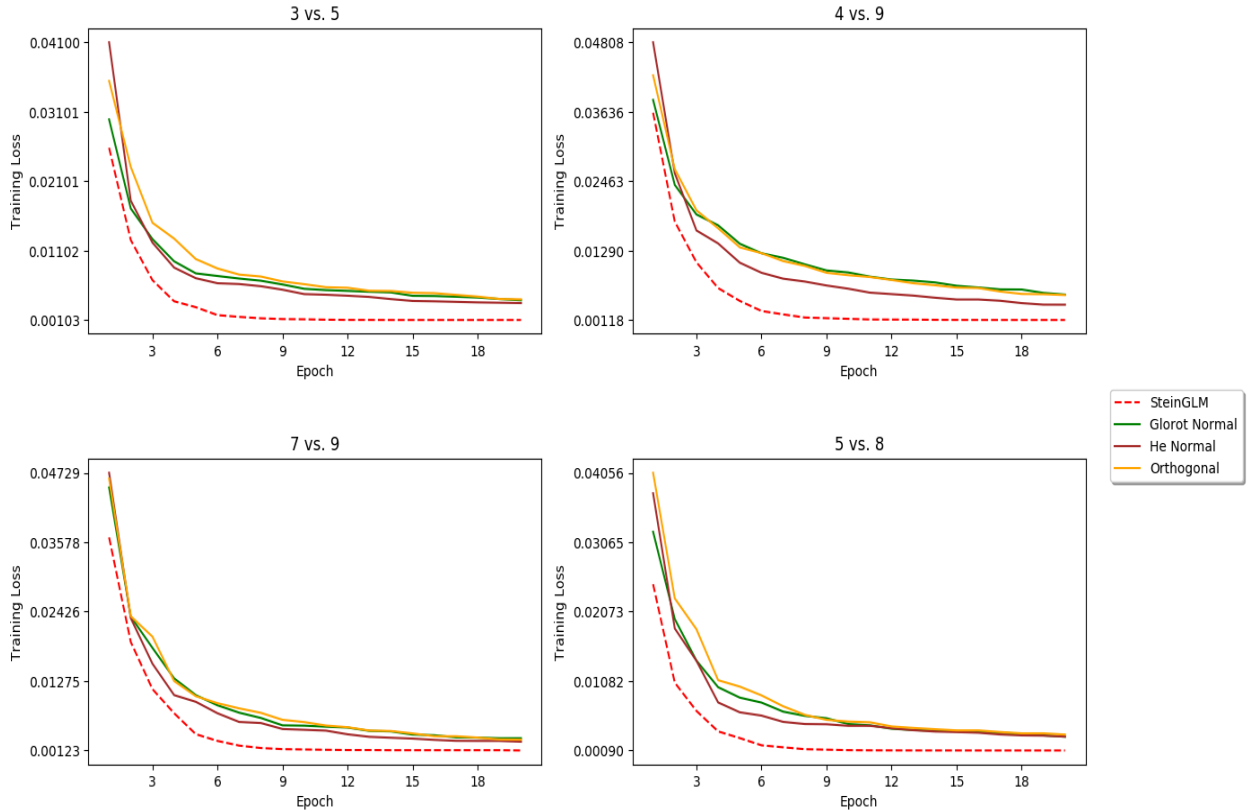 3 vs. 5
0.04100
0.03101
0.02101
0.01102
0.00103
Training Loss
3 6 9 12 15 18
Epoch
4 vs. 9
0.04808
0.03636
0.02463
0.01290
0.00118
Training Loss
3 6 9 12 15 18
Epoch
SteinGLM
Glorot Normal
He Normal
Orthogonal
7 vs. 9
0.04729
0.03578
0.02426
0.01275
0.00123
Training Loss
3 6 9 12 15 18
Epoch
5 vs. 8
0.04056
0.03065
0.02073
0.01082
0.00090
Training Loss
3 6 9 12 15 18
Epoch